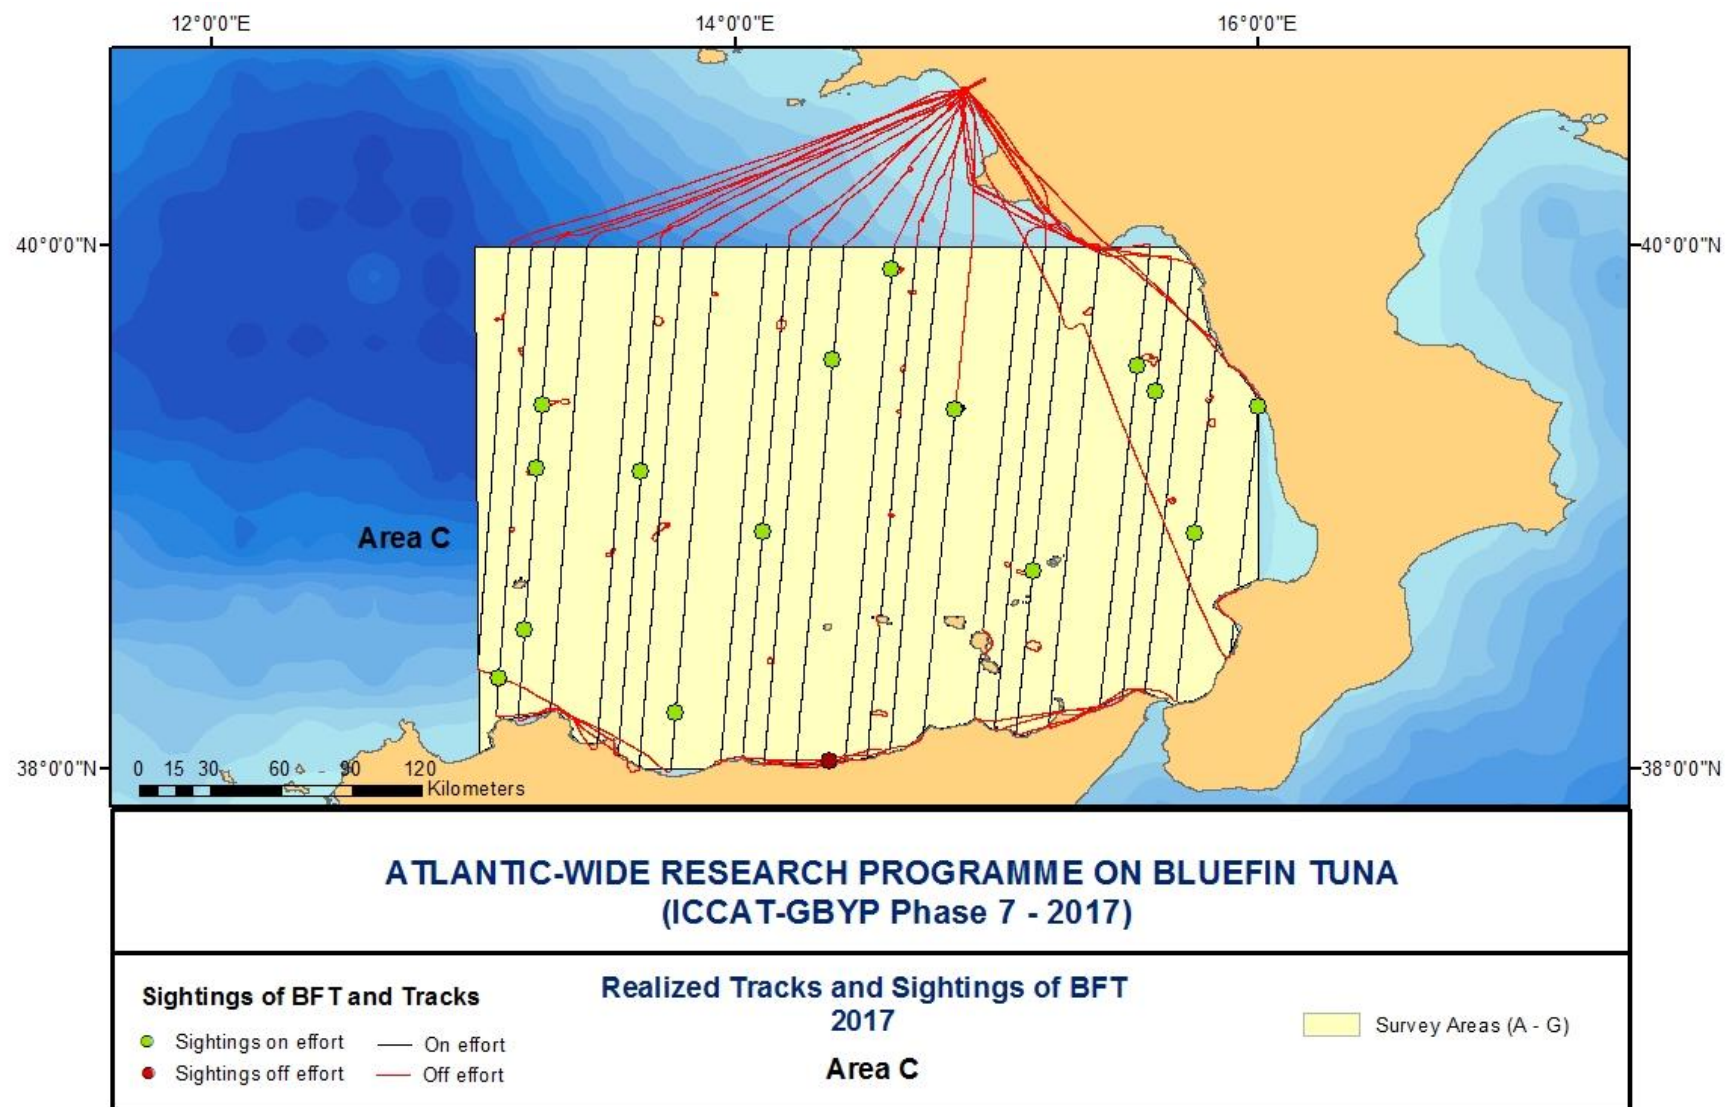 12°0'0"E 14°0'0"E 16°0'0"E
40°0'0"N 40°0'0"N
Area C
38°0'0"N 38°0'0"N
0 15 30 60 90 120
Kilometers
ATLANTIC-WIDE RESEARCH PROGRAMME ON BLUEFIN TUNA
(ICCAT-GBYP Phase 7 - 2017)
Sightings of BFT and Tracks
Sightings on effort On effort
Sightings off effort Off effort
Realized Tracks and Sightings of BFT
2017
Area C
Survey Areas (A - G)